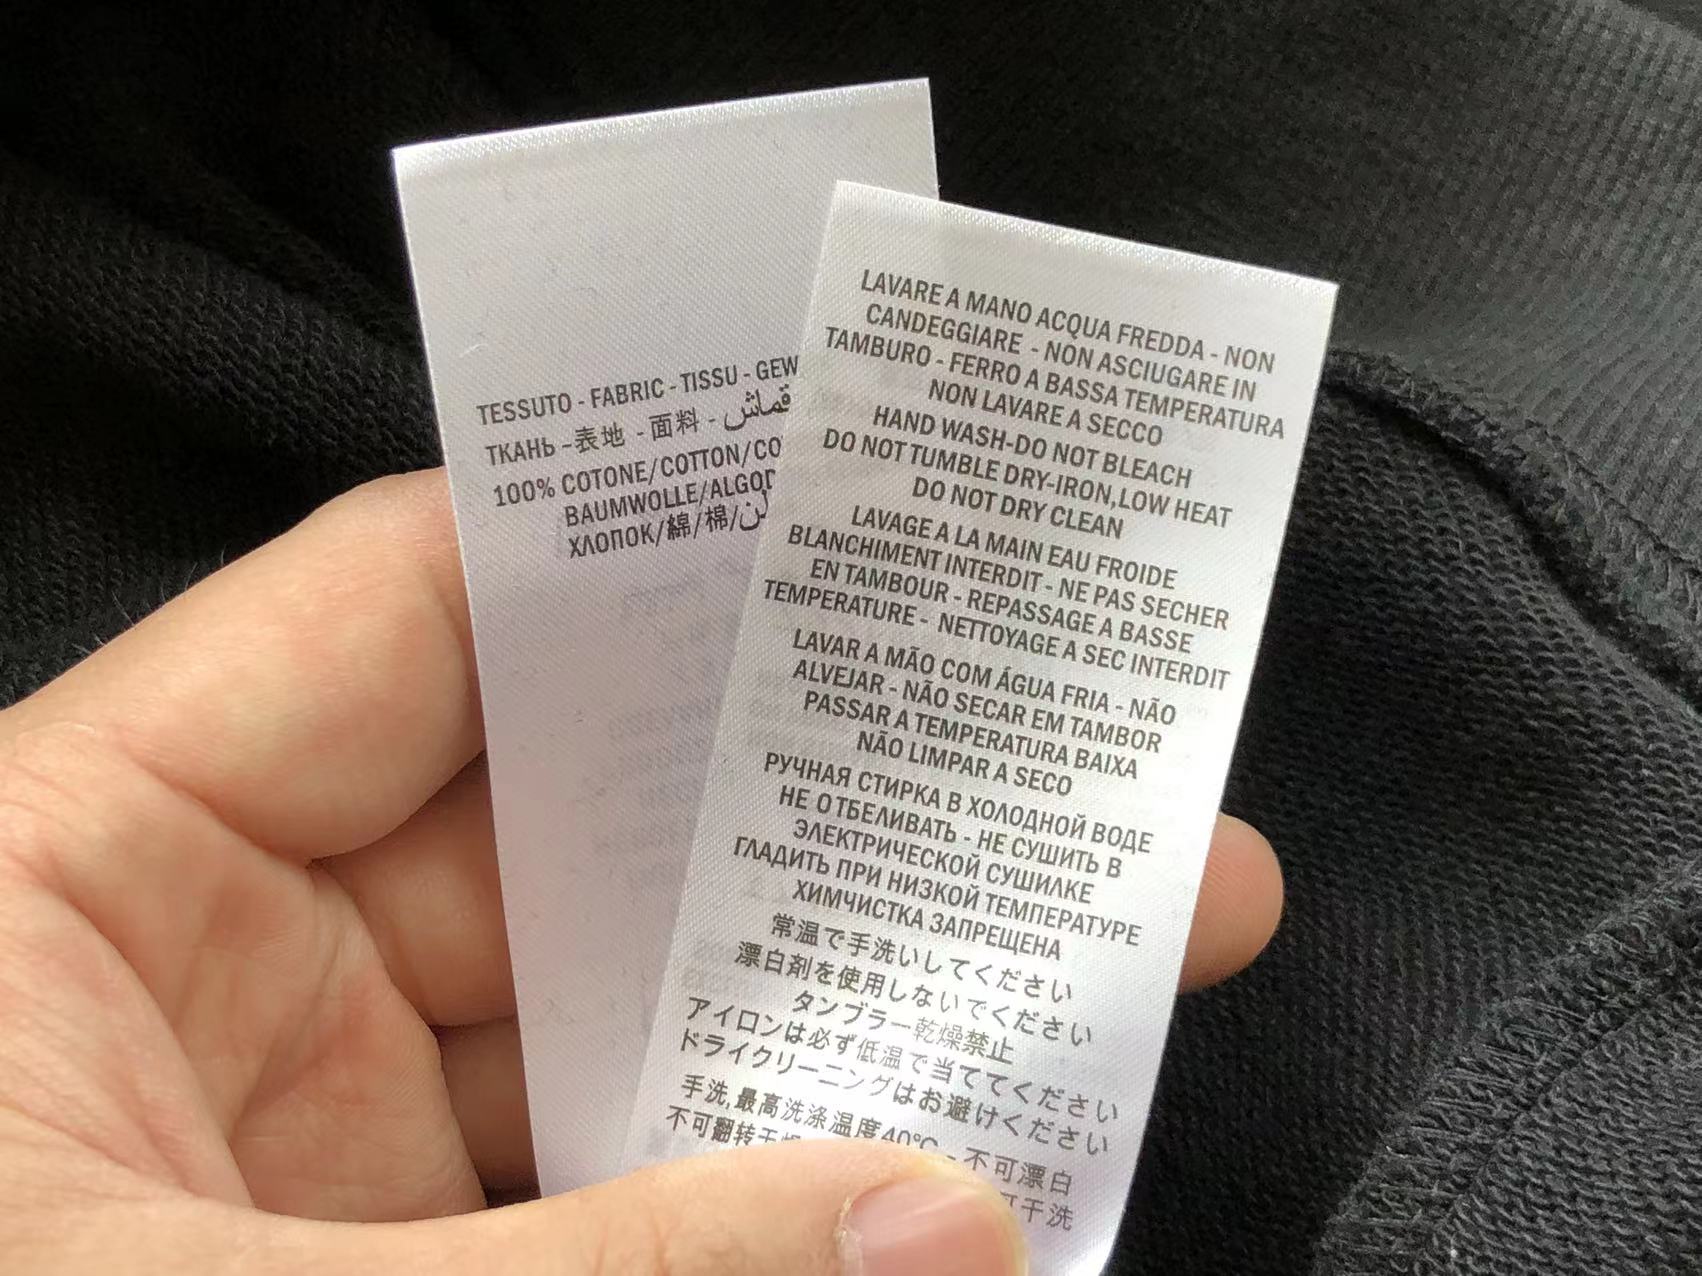 TESSUTO - FABRIC - TISSU -
ТКАНЬ - 表地 - 面料 - قماش
100% COTONE/COTTON/
BAUMWOLLE/
ХЛОПОК/綿/棉/
LAVARE A MANO ACQUA FREDDA - NON
CANDEGGIARE - NON ASCIUGARE IN
TAMBURO - FERRO A BASSA TEMPERATURA
NON LAVARE A SECCO
HAND WASH-DO NOT BLEACH
DO NOT TUMBLE DRY-IRON,LOW HEAT
DO NOT DRY CLEAN
LAVAGE A LA MAIN EAU FROIDE
BLANCHIMENT INTERDIT - NE PAS SECHER
EN TAMBOUR - REPASSAGE A BASSE
TEMPERATURE - NETTOYAGE A SEC INTERDIT
LAVAR A MÃO COM ÁGUA FRIA - NÃO
ALVEJAR - NÃO SECAR EM TAMBOR
PASSAR A TEMPERATURA BAIXA
NÃO LIMPAR A SECO
РУЧНАЯ СТИРКА В ХОЛОДНОЙ ВОДЕ
НЕ ОТБЕЛИВАТЬ - НЕ СУШИТЬ В
ЭЛЕКТРИЧЕСКОЙ СУШИЛКЕ
ГЛАДИТЬ ПРИ НИЗКОЙ ТЕМПЕРАТУРЕ
ХИМЧИСТКА ЗАПРЕЩЕНА
常温で手洗いしてください
漂白剤を使用しないでください
タンブラー乾燥禁止
アイロンは必ず低温で当ててください
ドライクリーニングはお避けください
手洗,最高洗涤温度40℃ - 不可漂白
不可翻转干 干洗